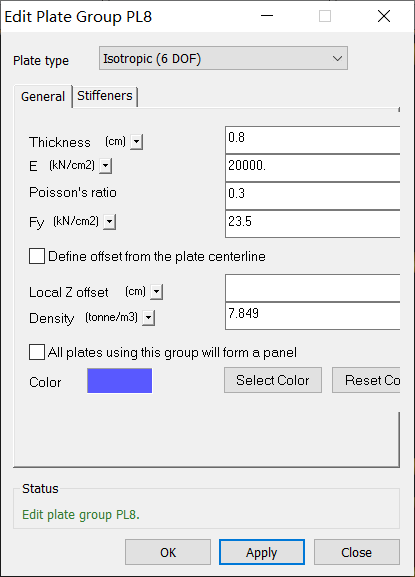 Edit Plate Group PL8
Plate type Isotropic (6 DOF)
General Stiffeners
Thickness (cm) 0.8
E (kN/cm2) 20000.
Poisson's ratio 0.3
Fy (kN/cm2) 23.5
Define offset from the plate centerline
Local Z offset (cm)
Density (tonne/m3) 7.849
All plates using this group will form a panel
Color Select Color Reset Co
Status
Edit plate group PL8.
OK Apply Close